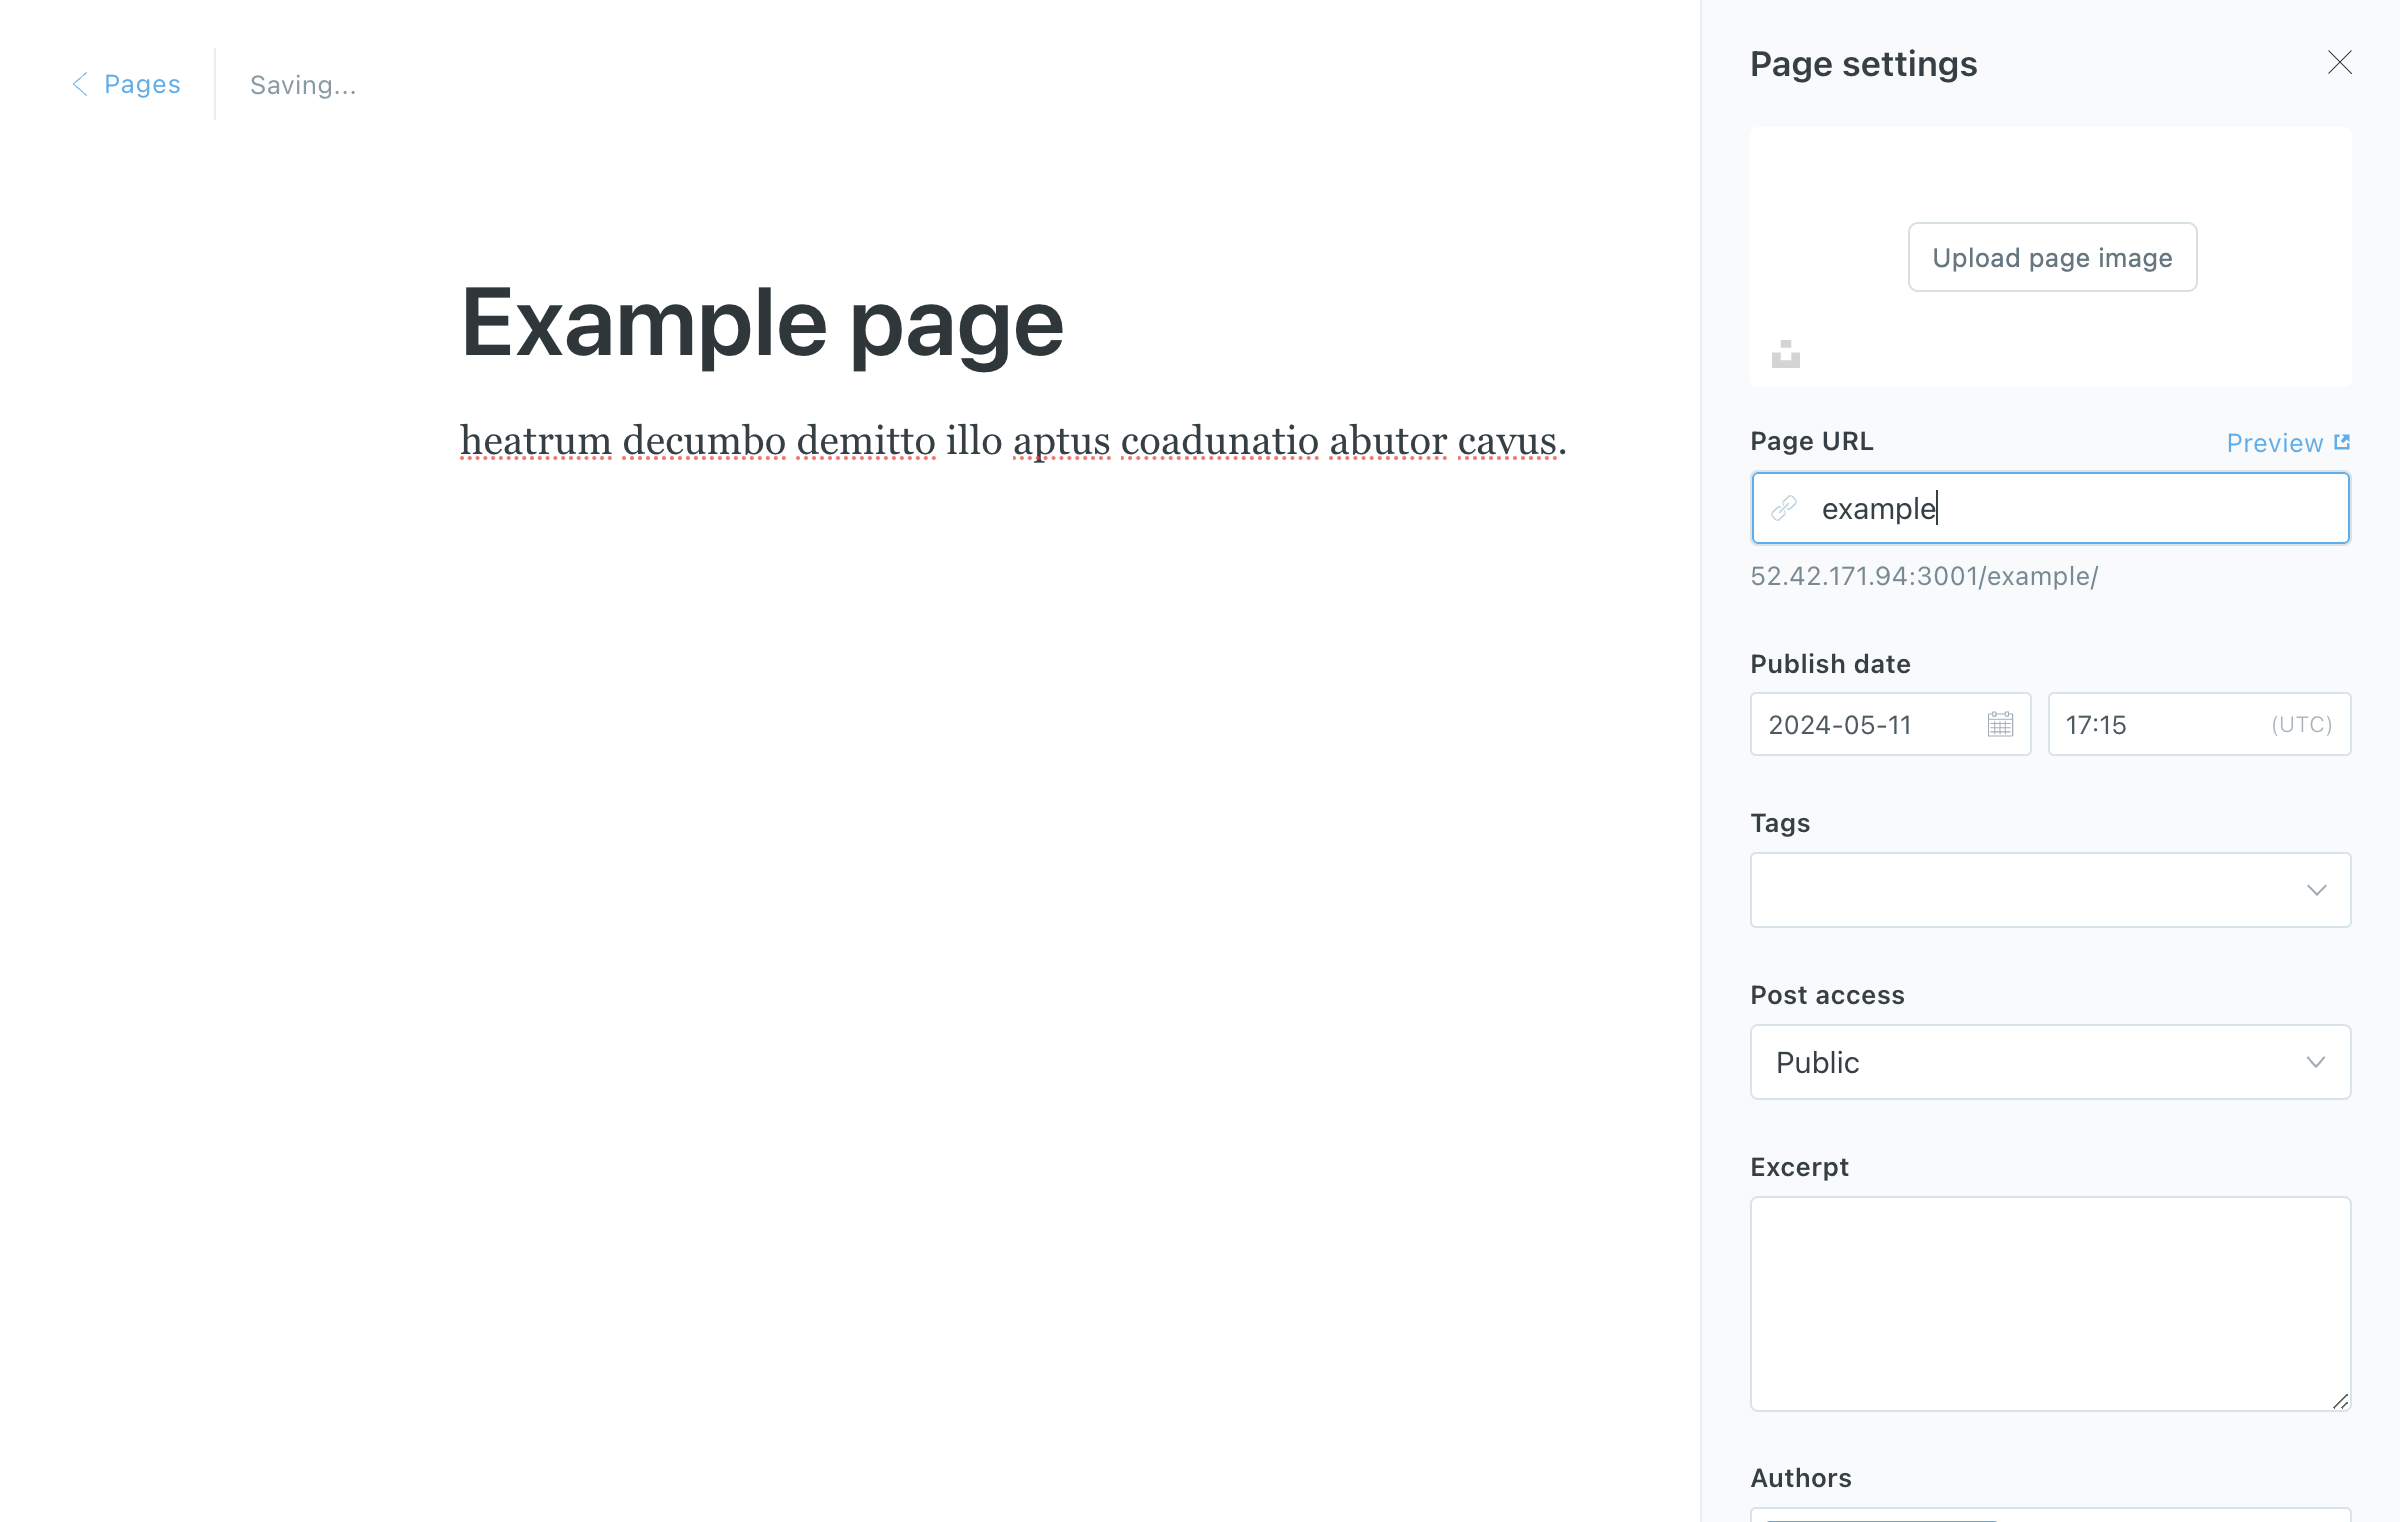 Pages
Saving...
Example page
heatrum decumbo demitto illo aptus coadunatio abutor cavus.
Page settings
Upload page image
Page URL
Preview
example
52.42.171.94:3001/example/
Publish date
2024-05-11
17:15
(UTC)
Tags
Post access
Public
Excerpt
Authors